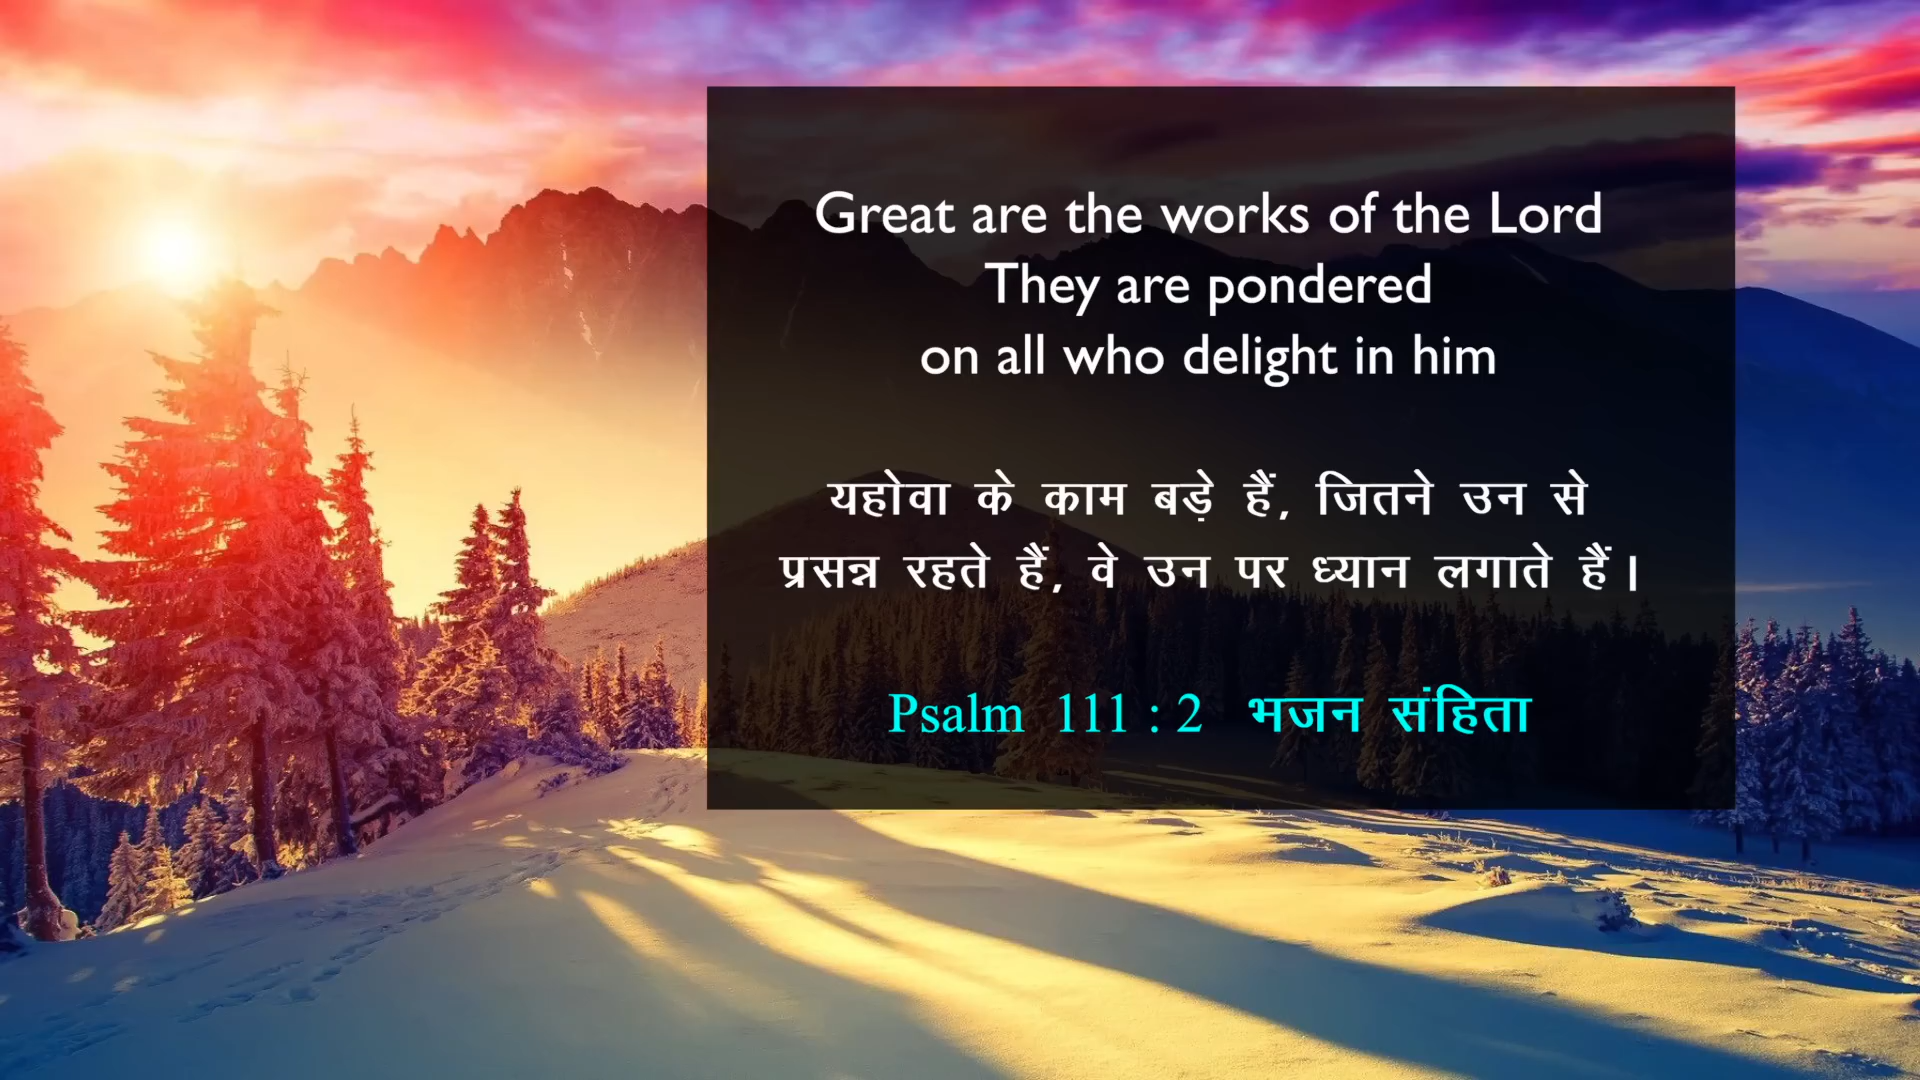 Great are the works of the Lord
They are pondered
on all who delight in him
यहोवा के काम बड़े हैं, जितने उन से
प्रसन्न रहते हैं, वे उन पर ध्यान लगाते हैं।
Psalm 111 : 2 भजन संहिता